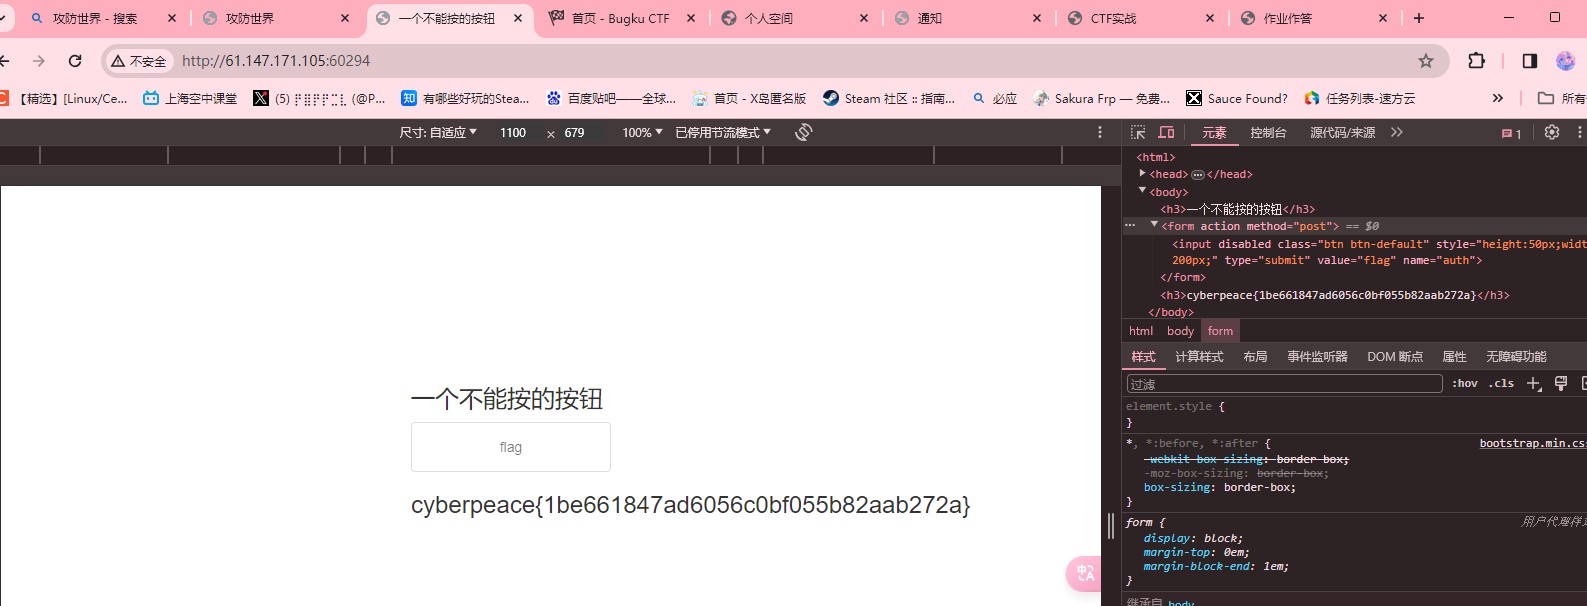 攻防世界 - 搜索
攻防世界
一个不能按的按钮
首页 - Bugku CTF
个人空间
通知
CTF实战
作业作答
不安全
http://61.147.171.105:60294
【精选】[Linux/Ce...
上海空中课堂
有哪些好玩的Stea...
百度贴吧——全球...
首页 - X岛匿名版
Steam 社区 :: 指南...
必应
Sakura Frp — 免费...
Sauce Found?
任务列表-速方云
尺寸: 自适应
1100 × 679
100%
已停用节流模式
元素
控制台
源代码/来源
1
<html>
<head> </head>
<body>
<h3>一个不能按的按钮</h3>
<form action method="post"> == $0
<input disabled class="btn btn-default" style="height:50px;widt
200px;" type="submit" value="flag" name="auth">
</form>
<h3>cyberpeace{1be661847ad6056c0bf055b82aab272a}</h3>
</body>
html body form
样式 计算样式 布局 事件监听器 DOM 断点 属性 无障碍功能
过滤
:hov .cls
element.style {
}
*, *:before, *:after {
bootstrap.min.cs
-webkit-box-sizing: border-box;
-moz-box-sizing: border-box;
box-sizing: border-box;
}
form {
用户代理样式
display: block;
margin-top: 0em;
margin-block-end: 1em;
}
继承自 body
一个不能按的按钮
flag
cyberpeace{1be661847ad6056c0bf055b82aab272a}